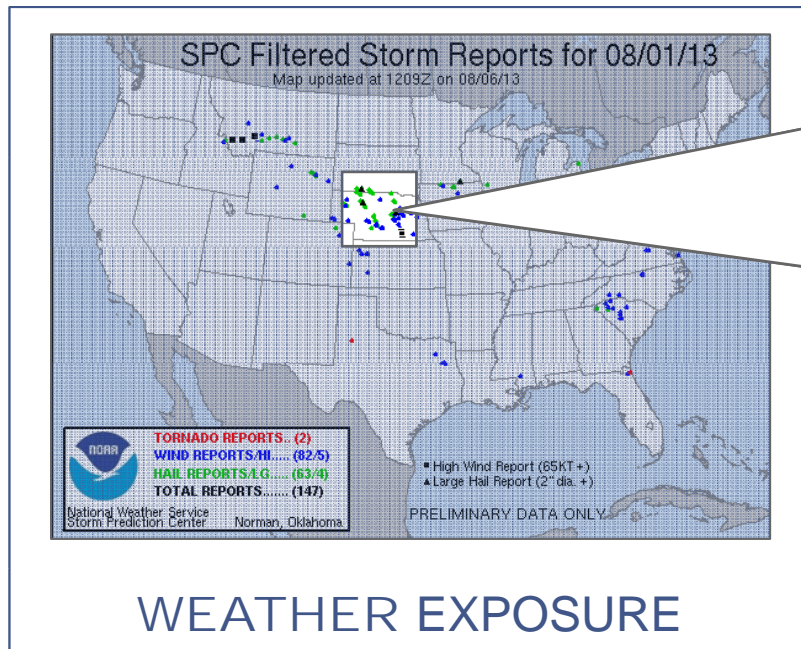 SPC Filtered Storm Reports for 08/01/13
Map updated at 1209Z on 08/06/13
NOAA
TORNADO REPORTS.. (2)
WIND REPORTS/HI..... (82/5)
HAIL REPORTS/LG..... (63/4)
TOTAL REPORTS....... (147)
National Weather Service
Storm Prediction Center Norman, Oklahoma
■ High Wind Report (65KT +)
▲ Large Hail Report (2" dia. +)
PRELIMINARY DATA ONLY
WEATHER EXPOSURE